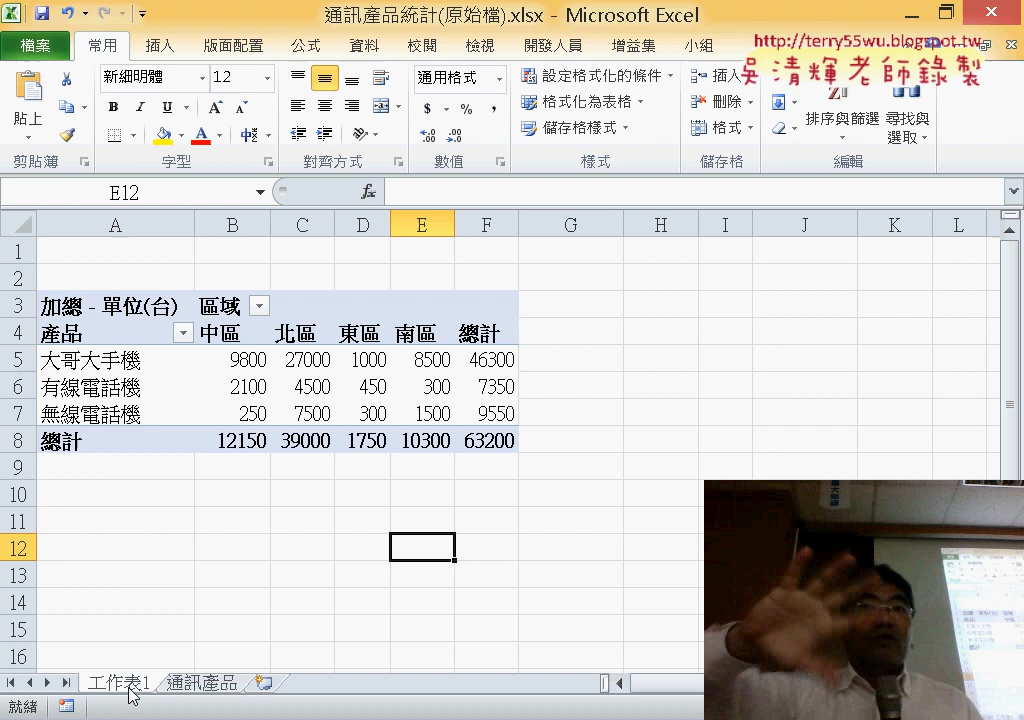 通訊產品統計(原始檔).xlsx - Microsoft Excel
檔案 常用 插入 版面配置 公式 資料 校閱 檢視 開發人員 增益集 小組
http://terry55wu.blogspot.tw
吳清輝老師錄製
新細明體 12 通用格式 設定格式化的條件 插入
貼上 B I U A A $ % , 格式化為表格 刪除 排序與篩選 尋找與選取
中 儲存格樣式 格式
剪貼簿 字型 對齊方式 數值 樣式 儲存格 編輯
E12 fx
A B C D E F G H I J K L
1
2
3 加總 - 單位(台) 區域
4 產品 中區 北區 東區 南區 總計
5 大哥大手機 9800 27000 1000 8500 46300
6 有線電話機 2100 4500 450 300 7350
7 無線電話機 250 7500 300 1500 9550
8 總計 12150 39000 1750 10300 63200
9
10
11
12
13
14
15
16
工作表1 通訊產品
就緒